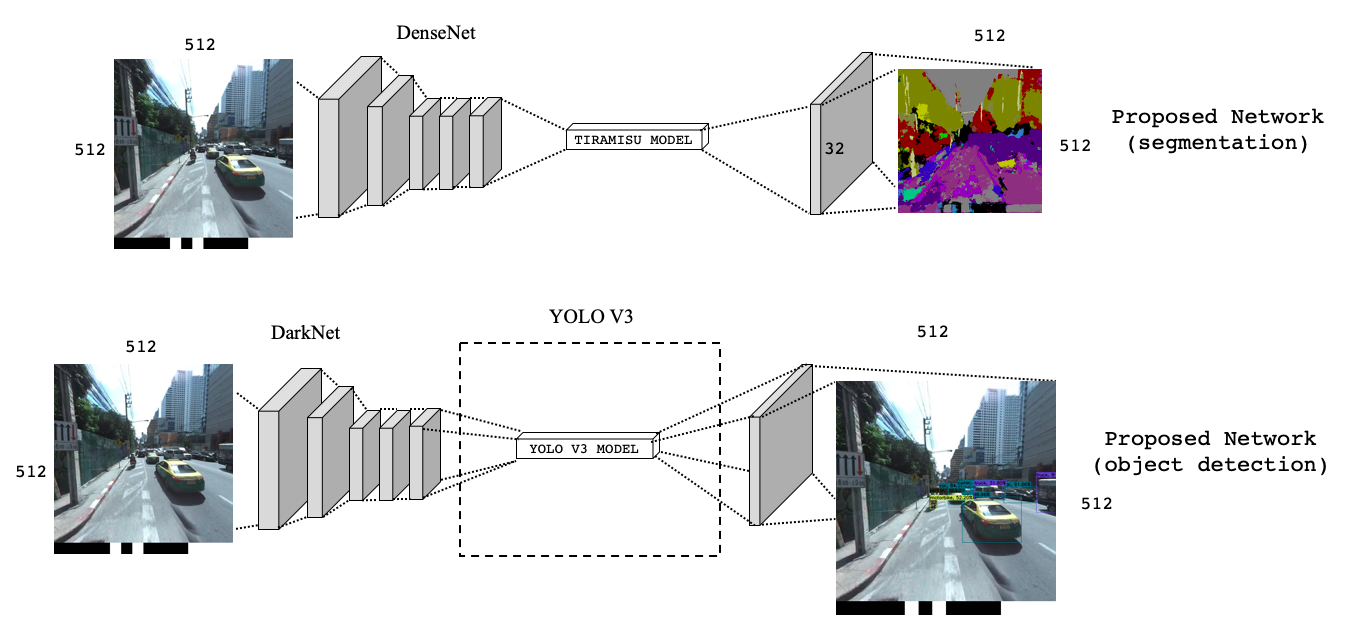 DenseNet
512
512
TIRAMISU MODEL
32
512
512
Proposed Network
(segmentation)
DarkNet
YOLO V3
512
512
YOLO V3 MODEL
512
512
Proposed Network
(object detection)